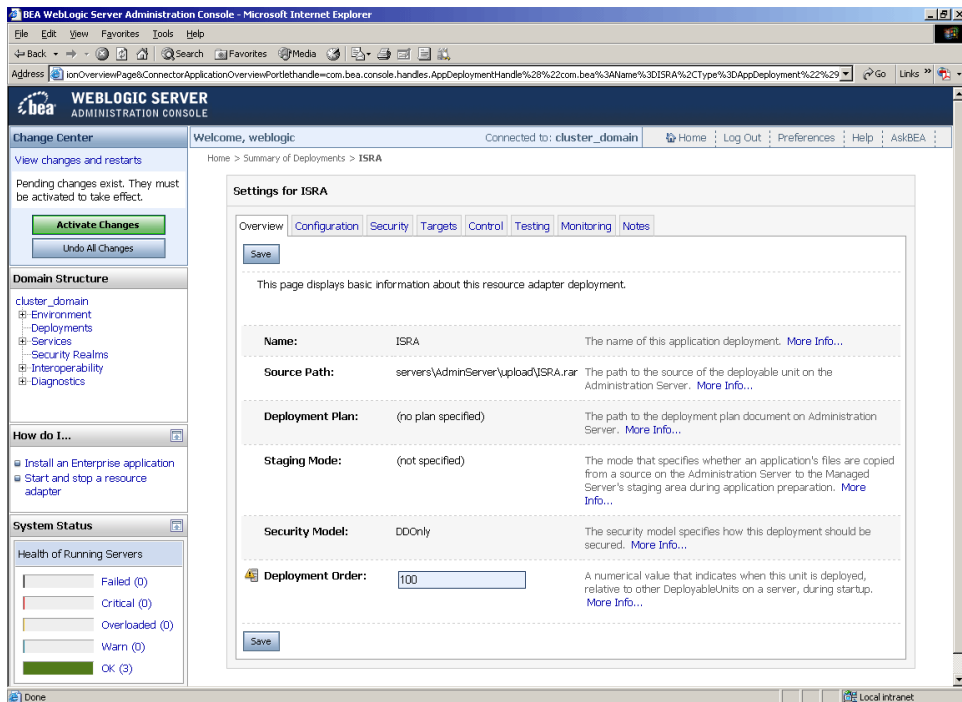 BEA WebLogic Server Administration Console - Microsoft Internet Explorer
File Edit View Favorites Tools Help
Back Search Favorites Media
Address ionOverviewPage&ConnectorApplicationOverviewPortlethandle=com.bea.console.handles.AppDeploymentHandle%28%22com.bea%3AName%3DISRA%2CType%3DAppDeployment%22%29 Go Links »
bea WEBLOGIC SERVER
ADMINISTRATION CONSOLE
Change Center
View changes and restarts
Pending changes exist. They must
be activated to take effect.
Activate Changes
Undo All Changes
Domain Structure
cluster_domain
Environment
Deployments
Services
Security Realms
Interoperability
Diagnostics
How do I...
Install an Enterprise application
Start and stop a resource
adapter
System Status
Health of Running Servers
Failed (0)
Critical (0)
Overloaded (0)
Warn (0)
OK (3)
Welcome, weblogic Connected to: cluster_domain Home Log Out Preferences Help AskBEA
Home > Summary of Deployments > ISRA
Settings for ISRA
Overview Configuration Security Targets Control Testing Monitoring Notes
Save
This page displays basic information about this resource adapter deployment.
Name: ISRA The name of this application deployment. More Info...
Source Path: servers\AdminServer\upload\ISRA.rar The path to the source of the deployable unit on the
Administration Server. More Info...
Deployment Plan: (no plan specified) The path to the deployment plan document on Administration
Server. More Info...
Staging Mode: (not specified) The mode that specifies whether an application's files are copied
from a source on the Administration Server to the Managed
Server's staging area during application preparation. More
Info...
Security Model: DDOnly The security model specifies how this deployment should be
secured. More Info...
Deployment Order: 100 A numerical value that indicates when this unit is deployed,
relative to other DeployableUnits on a server, during startup.
More Info...
Save
Done Local intranet